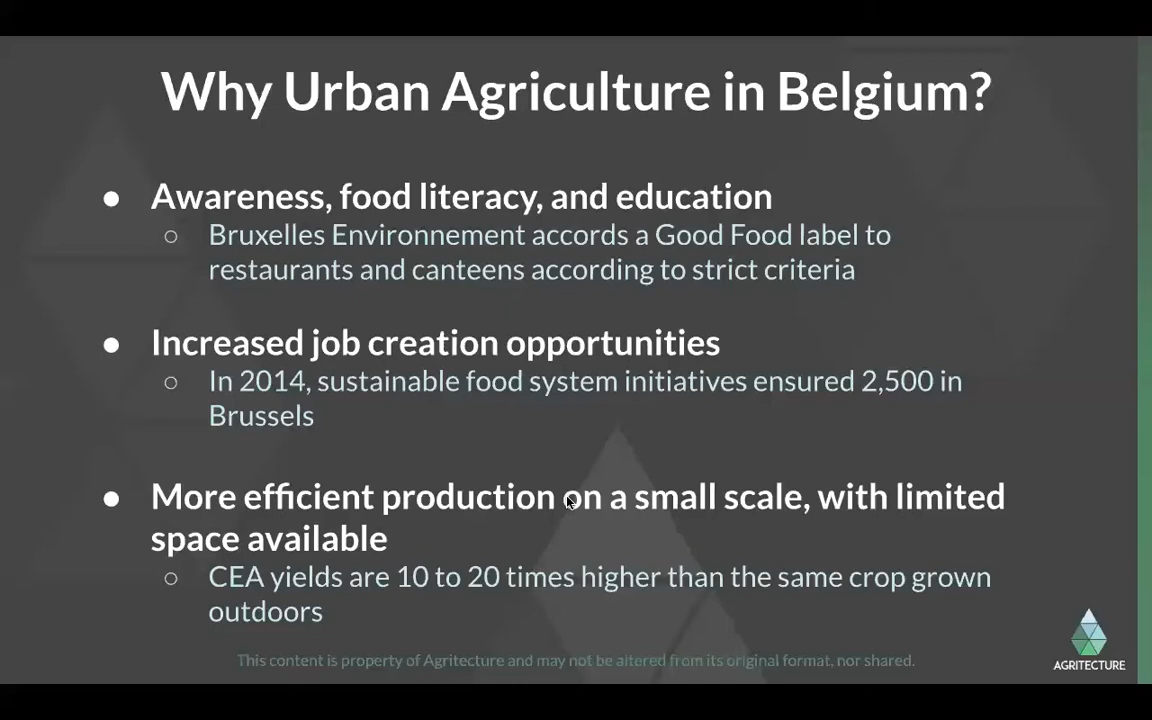 Why Urban Agriculture in Belgium?
● Awareness, food literacy, and education
○ Bruxelles Environnement accords a Good Food label to
restaurants and canteens according to strict criteria
● Increased job creation opportunities
○ In 2014, sustainable food system initiatives ensured 2,500 in
Brussels
● More efficient production on a small scale, with limited
space available
○ CEA yields are 10 to 20 times higher than the same crop grown
outdoors
This content is property of Agritecture and may not be altered from its original format, nor shared.
AGRITECTURE